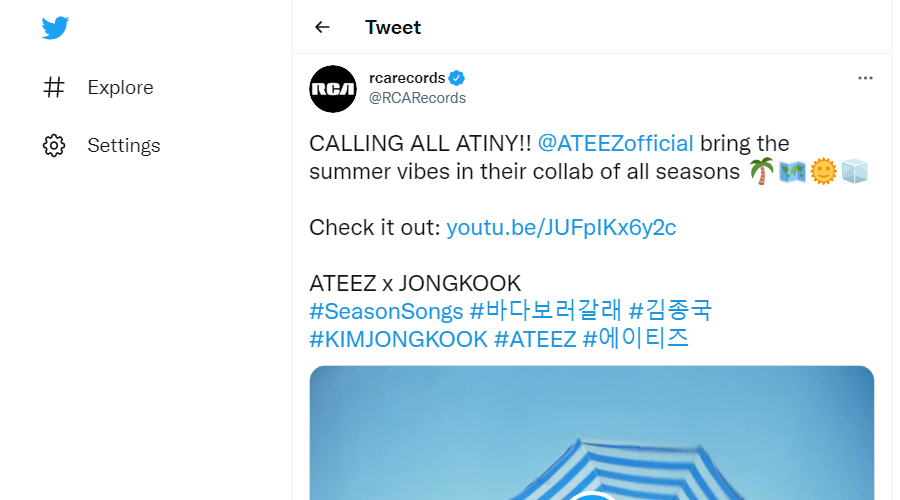 Tweet
Explore
Settings
RCA
rcarecords
@RCARecords
CALLING ALL ATINY!! @ATEEZofficial bring the
summer vibes in their collab of all seasons 🌴🗺️🌞🧊
Check it out: youtu.be/JUFpIKx6y2c
ATEEZ x JONGKOOK
#SeasonSongs #바다보러갈래 #김종국
#KIMJONGKOOK #ATEEZ #에이티즈